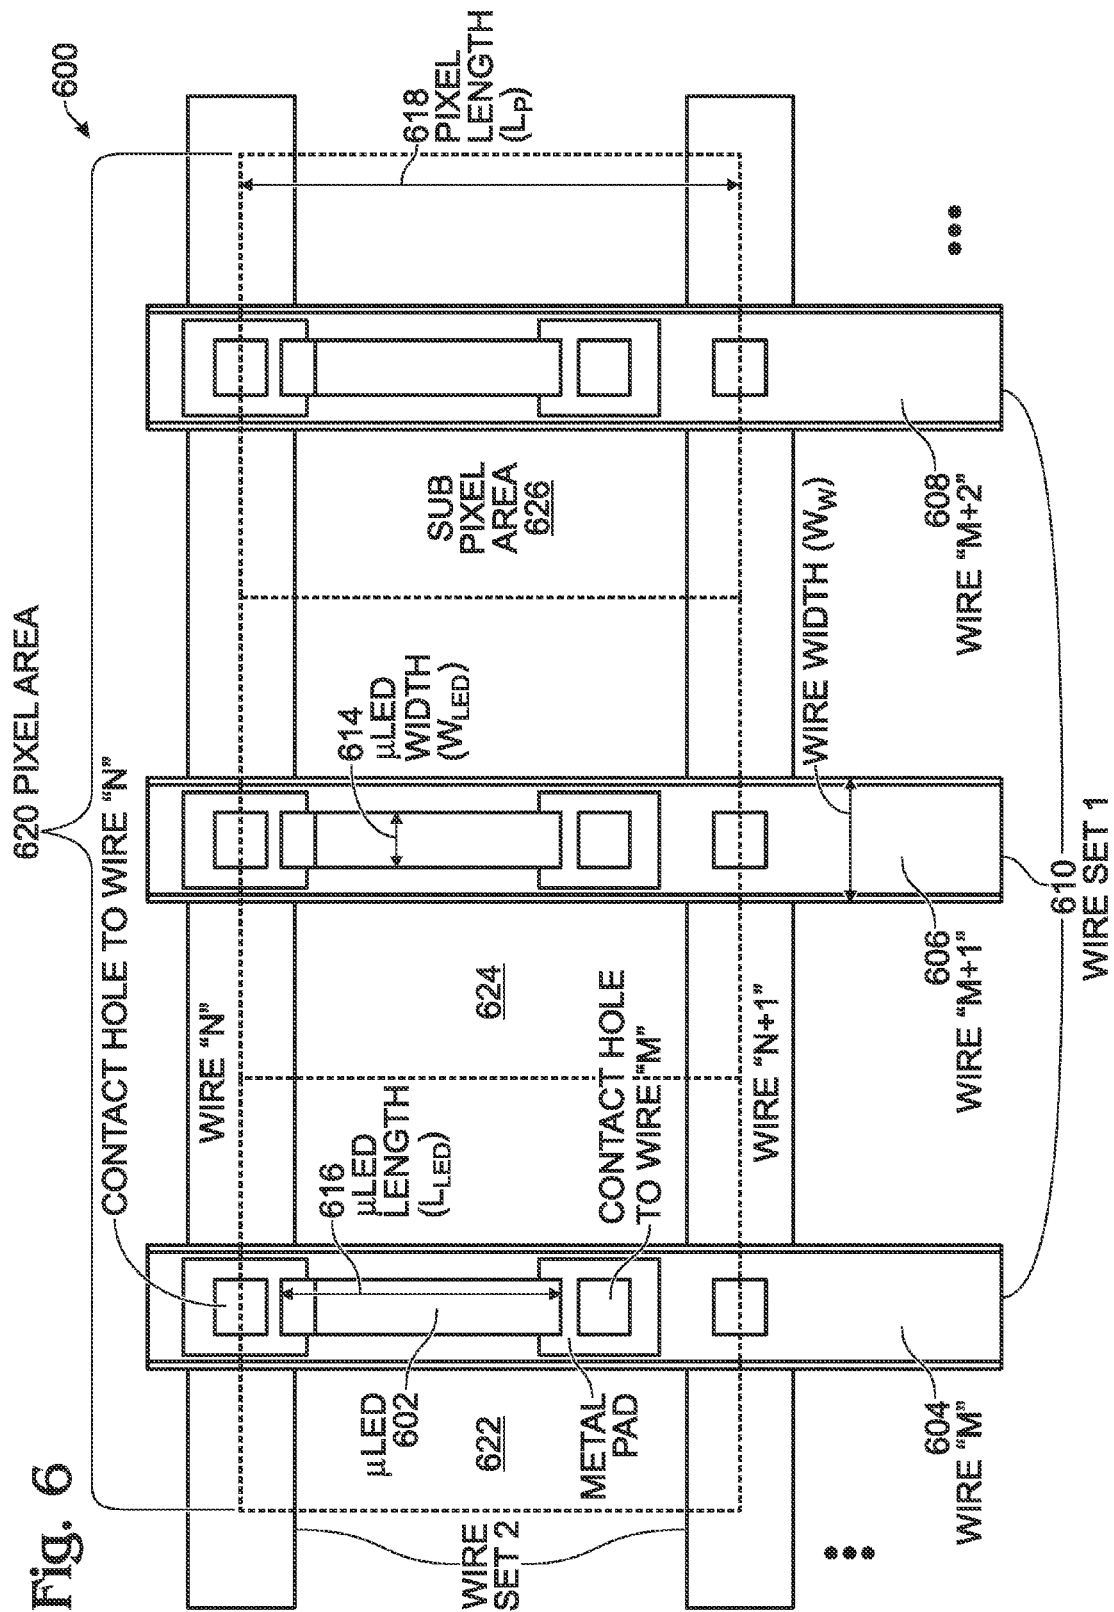 Fig. 6
600
620 PIXEL AREA
CONTACT HOLE TO WIRE "N"
WIRE "N"
618
PIXEL
LENGTH
(LP)
WIRE
SET 2
µLED
602
622
METAL
PAD
616
µLED
LENGTH
(LLED)
CONTACT HOLE
TO WIRE "M"
624
614
µLED
WIDTH
(WLED)
SUB
PIXEL
AREA
626
WIRE "N+1"
WIRE WIDTH (WW)
604
WIRE "M"
606
WIRE "M+1"
608
WIRE "M+2"
610
WIRE SET 1